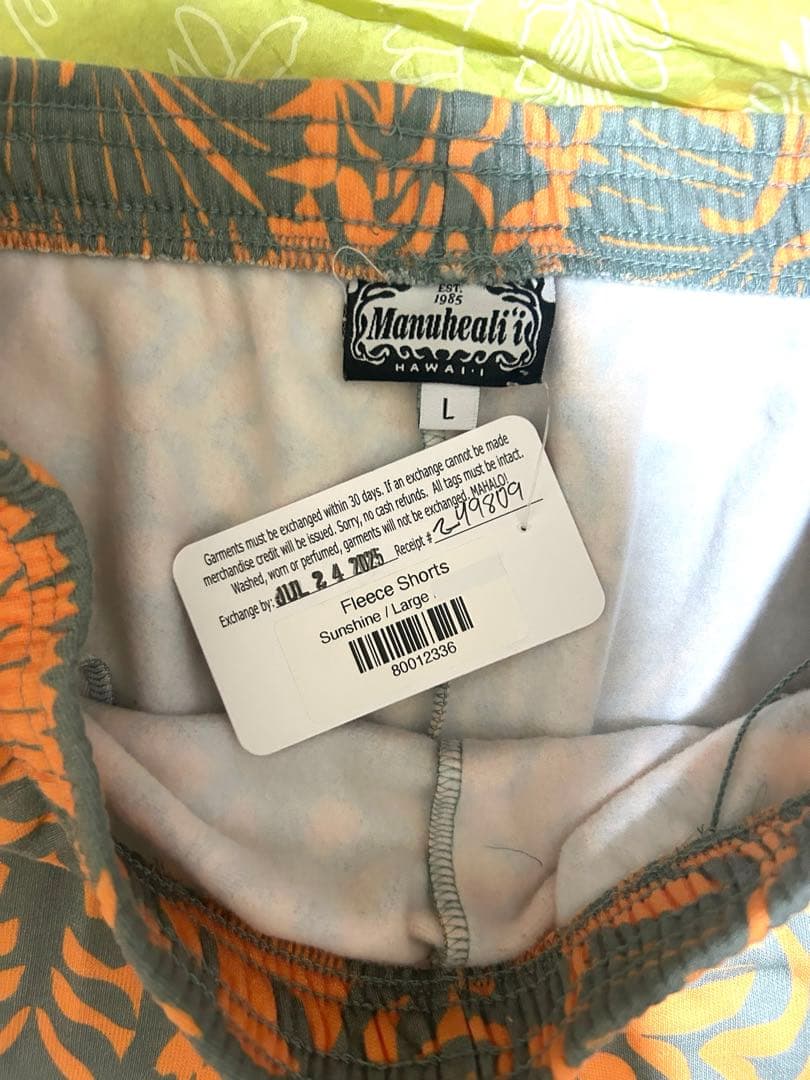 EST.
1985
Manuheali'i
HAWAI'I
L
Garments must be exchanged within 30 days. If an exchange cannot be made
merchandise credit will be issued. Sorry, no cash refunds. All tags must be intact.
Washed, worn or perfumed, garments will not be exchanged. MAHALO!
Exchange by: JUL 24 2025 Receipt # 249809
Fleece Shorts
Sunshine / Large .
80012336